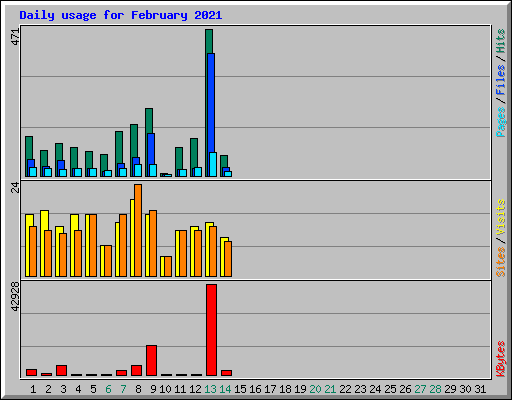 Daily usage for February 2021
471
Pages / Files / Hits
24
Sites / Visits
42928
KBytes
1 2 3 4 5 6 7 8 9 10 11 12 13 14 15 16 17 18 19 20 21 22 23 24 25 26 27 28 29 30 31